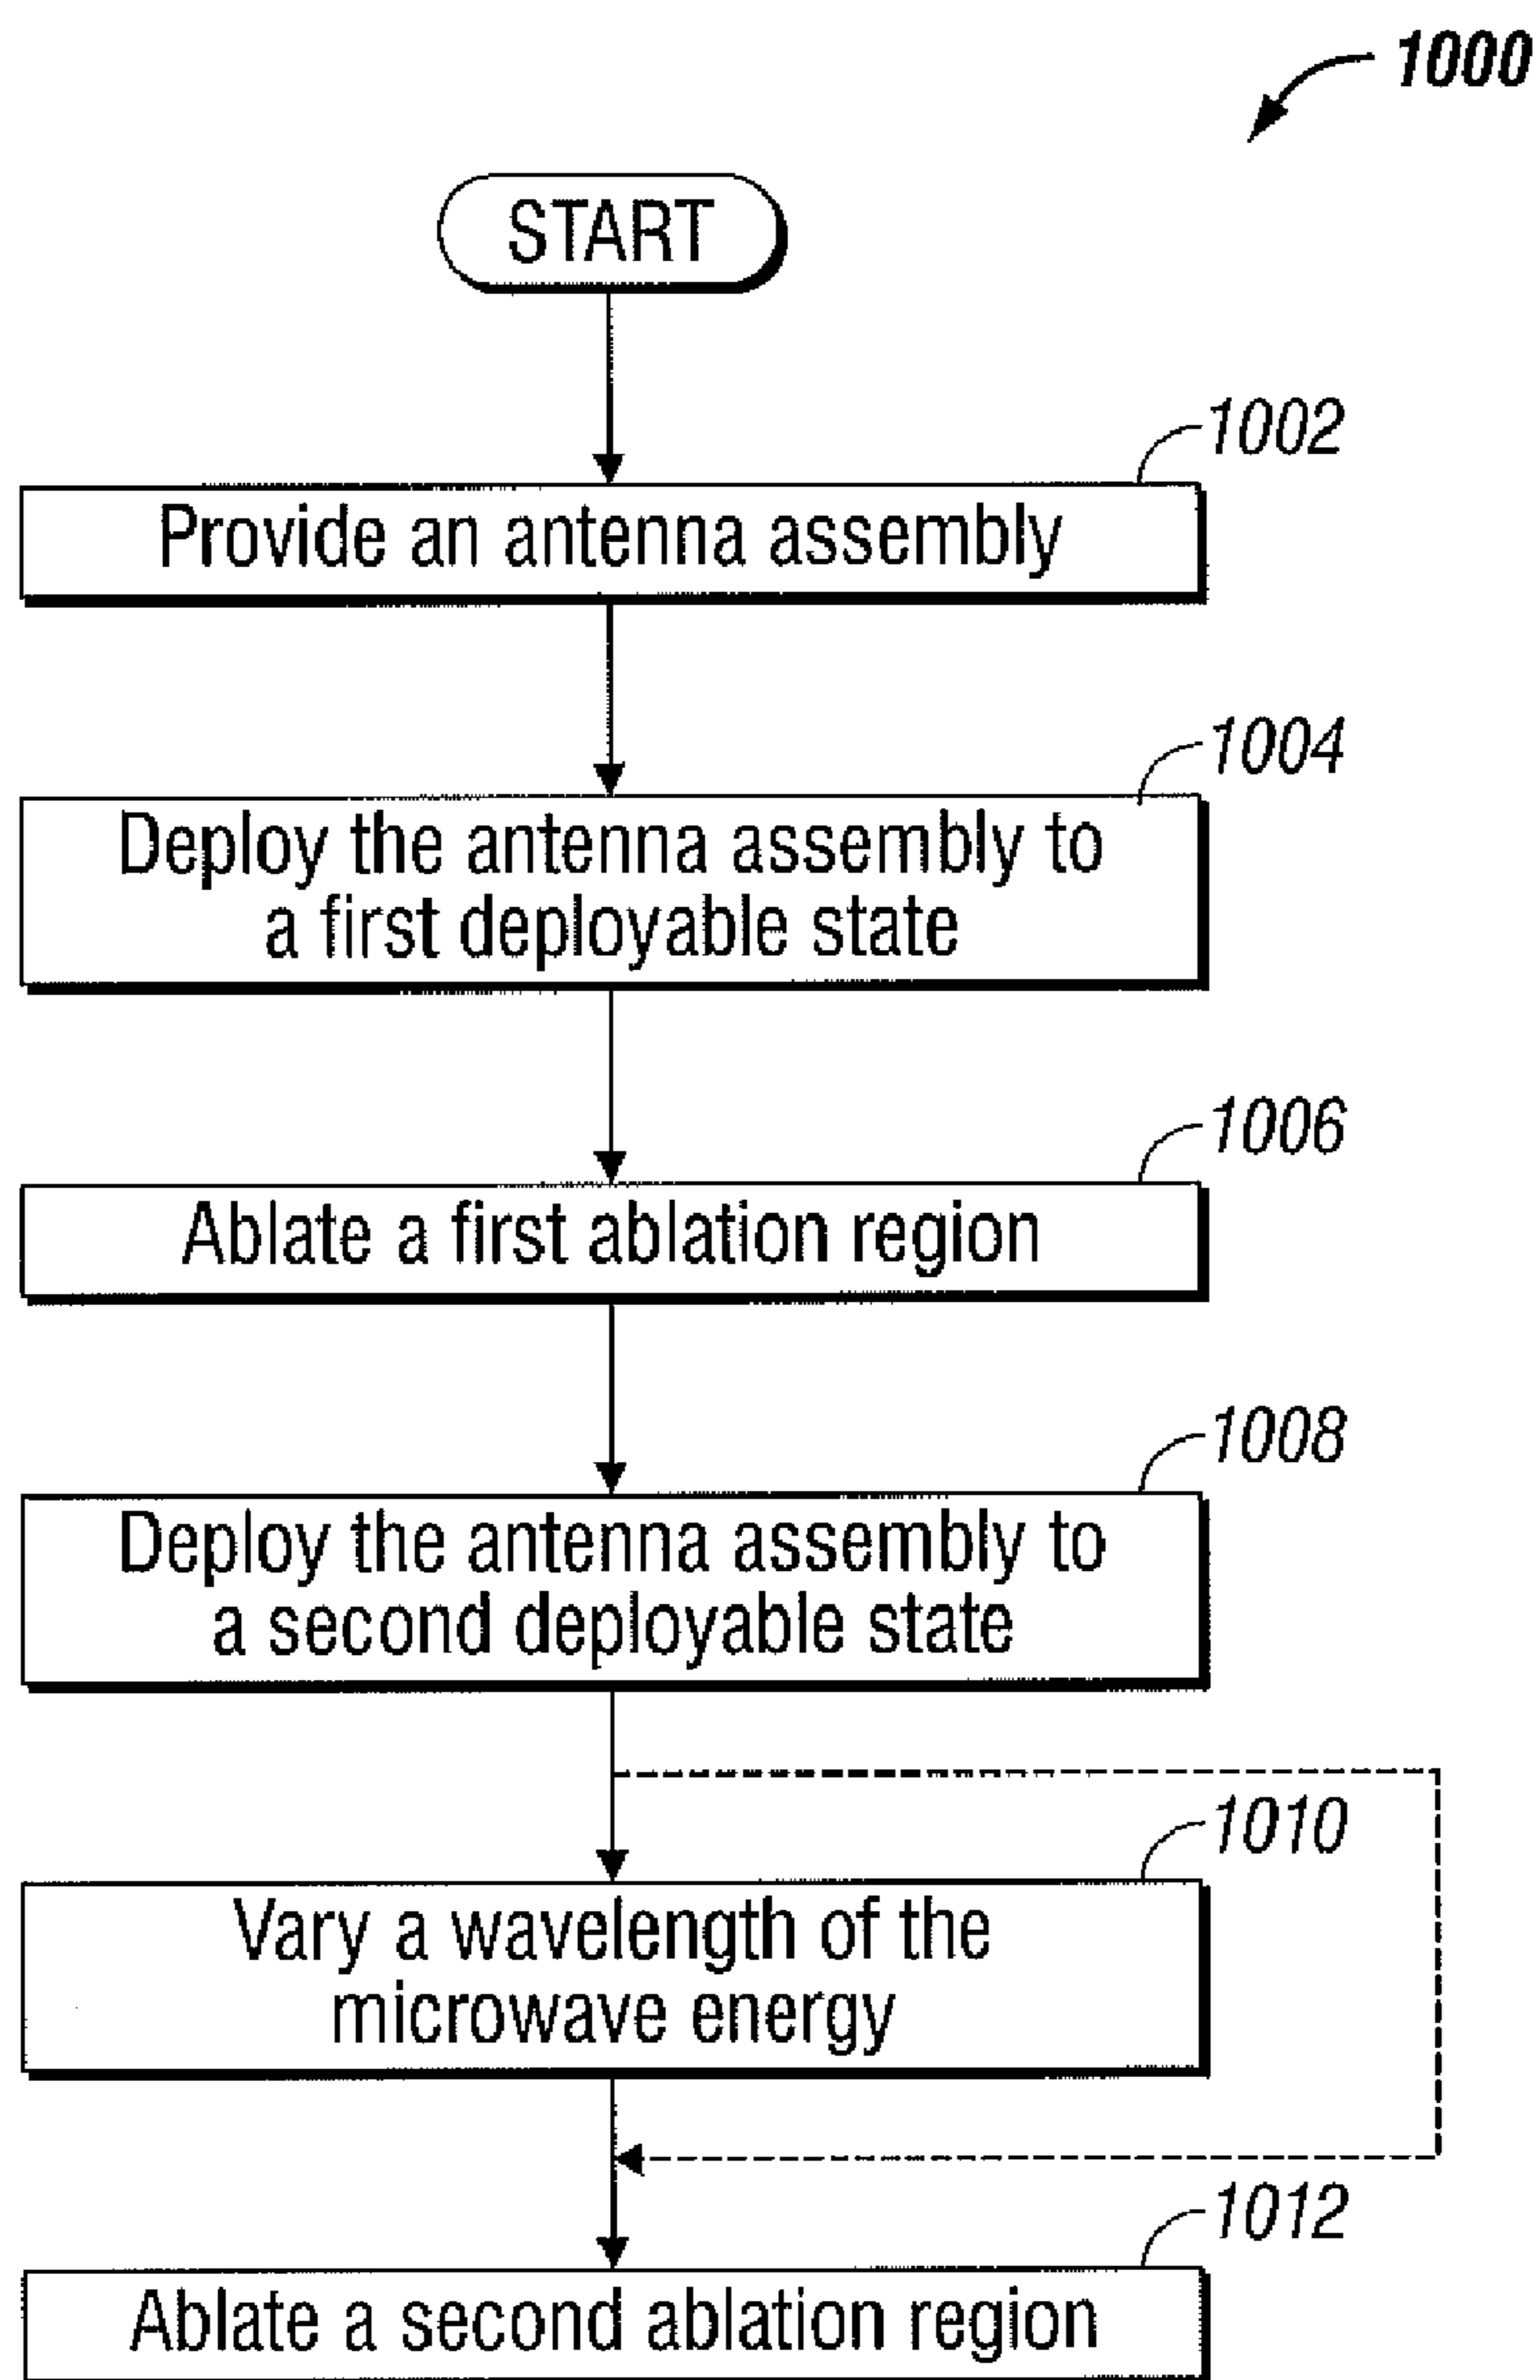 1000
START
1002
Provide an antenna assembly
1004
Deploy the antenna assembly to
a first deployable state
1006
Ablate a first ablation region
1008
Deploy the antenna assembly to
a second deployable state
1010
Vary a wavelength of the
microwave energy
1012
Ablate a second ablation region